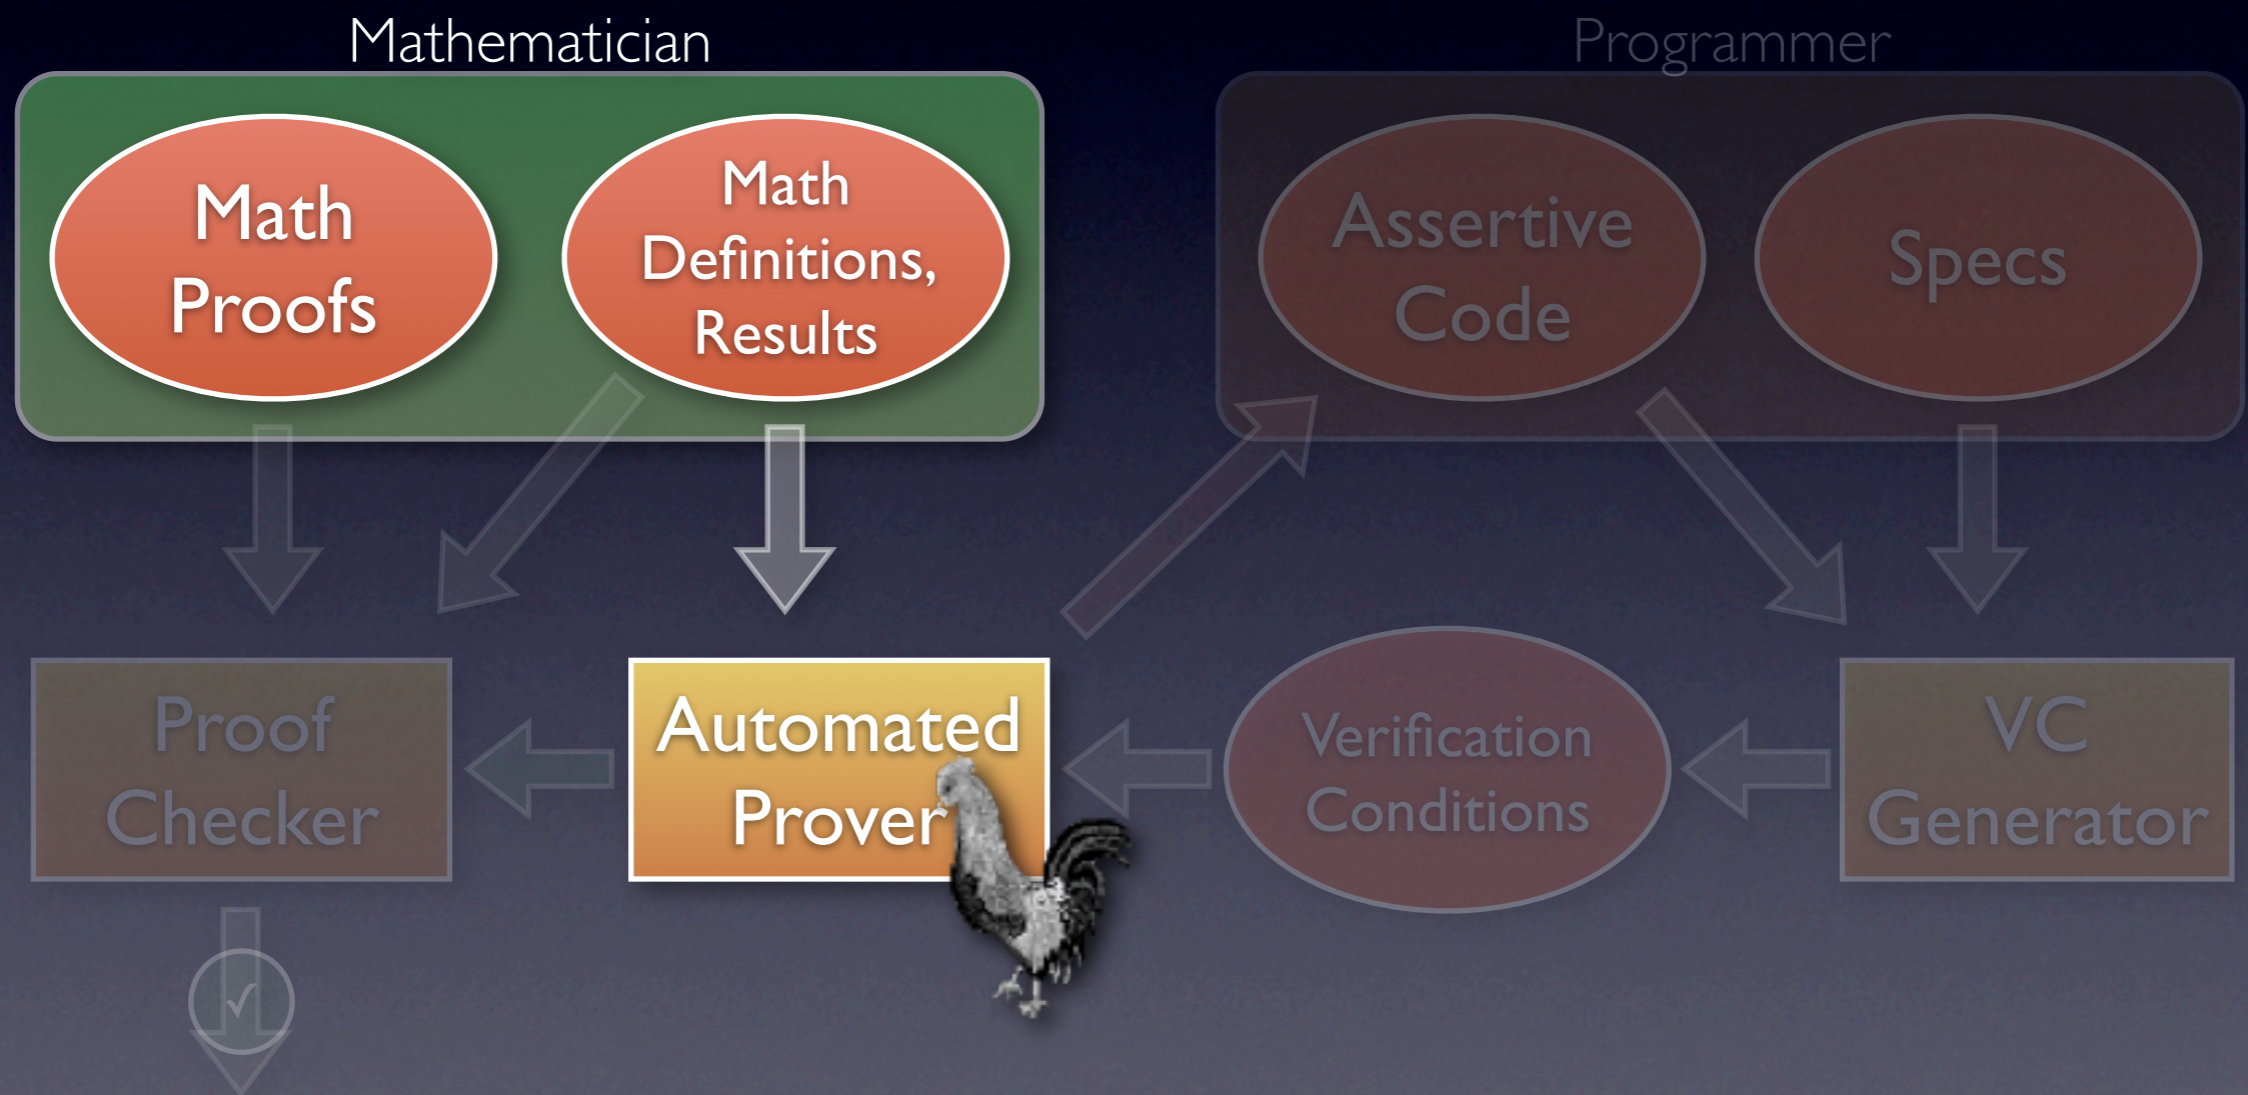 Mathematician
Programmer
Math
Proofs
Math
Definitions,
Results
Assertive
Code
Specs
Proof
Checker
Automated
Prover
Verification
Conditions
VC
Generator
✓